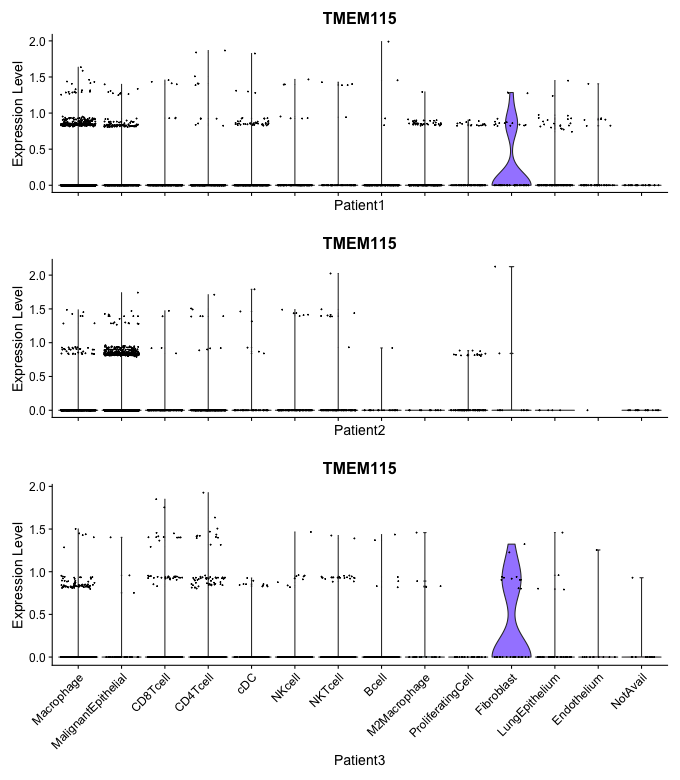 TMEM115
Expression Level
2.0
1.5
1.0
0.5
0.0
Patient1
TMEM115
Expression Level
2.0
1.5
1.0
0.5
0.0
Patient2
TMEM115
Expression Level
2.0
1.5
1.0
0.5
0.0
Macrophage
MalignantEpithelial
CD8Tcell
CD4Tcell
cDC
NKcell
NKTcell
Bcell
M2Macrophage
ProliferatingCell
Fibroblast
LungEpithelium
Endothelium
NotAvail
Patient3